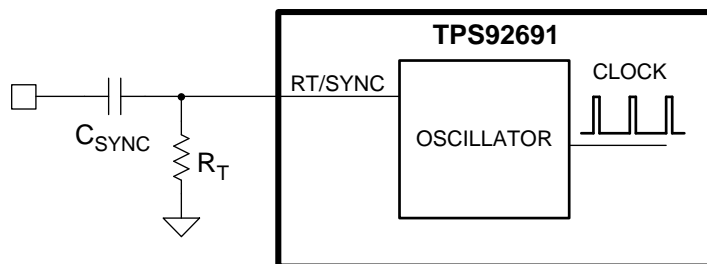 TPS92691
RT/SYNC
CLOCK
OSCILLATOR
CSYNC
RT